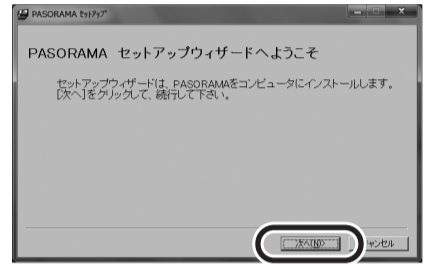 PASORAMA ｾｯﾄｱｯﾌﾟ
PASORAMA セットアップウィザードへようこそ
セットアップウィザードは、PASORAMAをコンピュータにインストールします。
[次へ]をクリックして、続行して下さい。
次へ(N)>
ャンセル